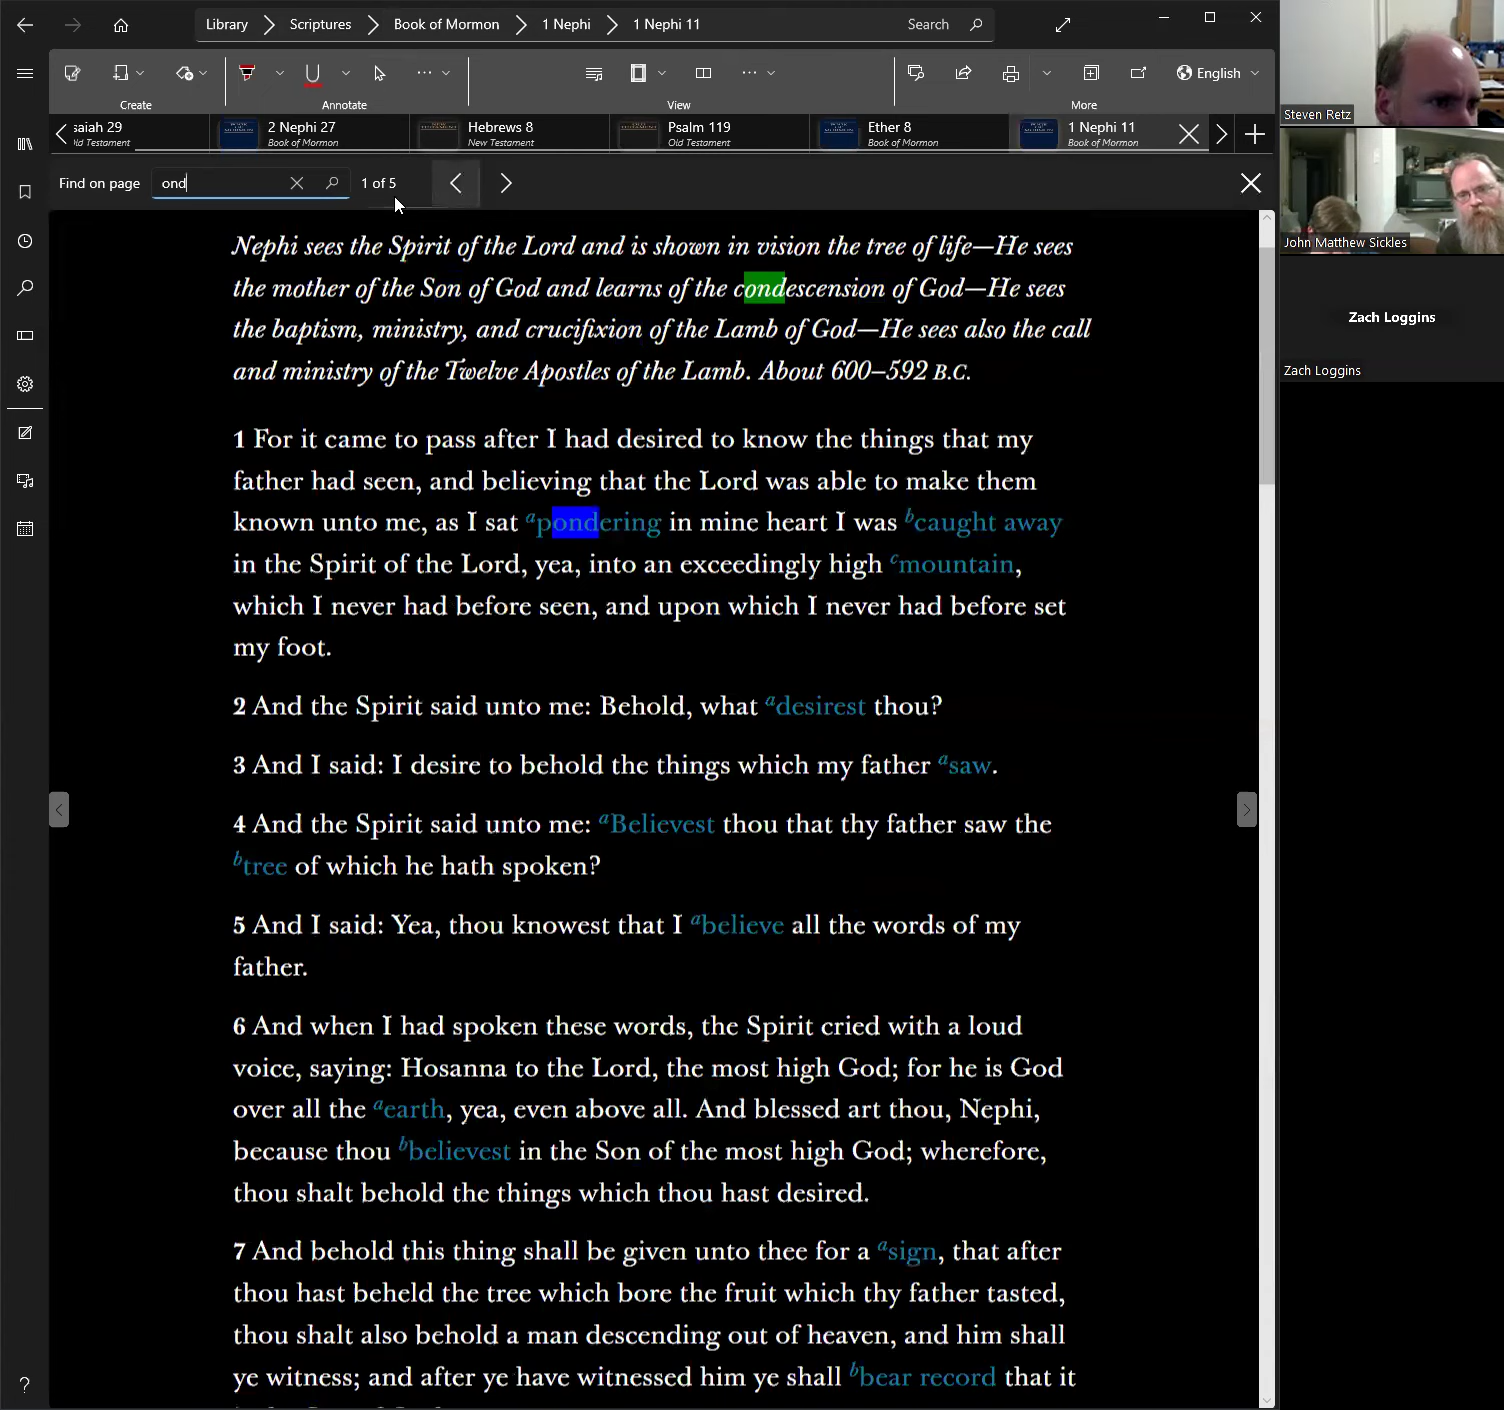 Library
Scriptures
Book of Mormon
1 Nephi
1 Nephi 11
Search
Create
Annotate
View
English
More
saiah 29
ld Testament
2 Nephi 27
Book of Mormon
Hebrews 8
New Testament
Psalm 119
Old Testament
Ether 8
Book of Mormon
1 Nephi 11
Book of Mormon
Find on page
ond
1 of 5
Nephi sees the Spirit of the Lord and is shown in vision the tree of life—He sees
the mother of the Son of God and learns of the condescension of God—He sees
the baptism, ministry, and crucifixion of the Lamb of God—He sees also the call
and ministry of the Twelve Apostles of the Lamb. About 600–592 B.C.
1 For it came to pass after I had desired to know the things that my
father had seen, and believing that the Lord was able to make them
known unto me, as I sat a pondering in mine heart I was b caught away
in the Spirit of the Lord, yea, into an exceedingly high c mountain,
which I never had before seen, and upon which I never had before set
my foot.
2 And the Spirit said unto me: Behold, what a desirest thou?
3 And I said: I desire to behold the things which my father a saw.
4 And the Spirit said unto me: a Believest thou that thy father saw the
b tree of which he hath spoken?
5 And I said: Yea, thou knowest that I a believe all the words of my
father.
6 And when I had spoken these words, the Spirit cried with a loud
voice, saying: Hosanna to the Lord, the most high God; for he is God
over all the a earth, yea, even above all. And blessed art thou, Nephi,
because thou b believest in the Son of the most high God; wherefore,
thou shalt behold the things which thou hast desired.
7 And behold this thing shall be given unto thee for a a sign, that after
thou hast beheld the tree which bore the fruit which thy father tasted,
thou shalt also behold a man descending out of heaven, and him shall
ye witness; and after ye have witnessed him ye shall b bear record that it
Steven Retz
John Matthew Sickles
Zach Loggins
Zach Loggins